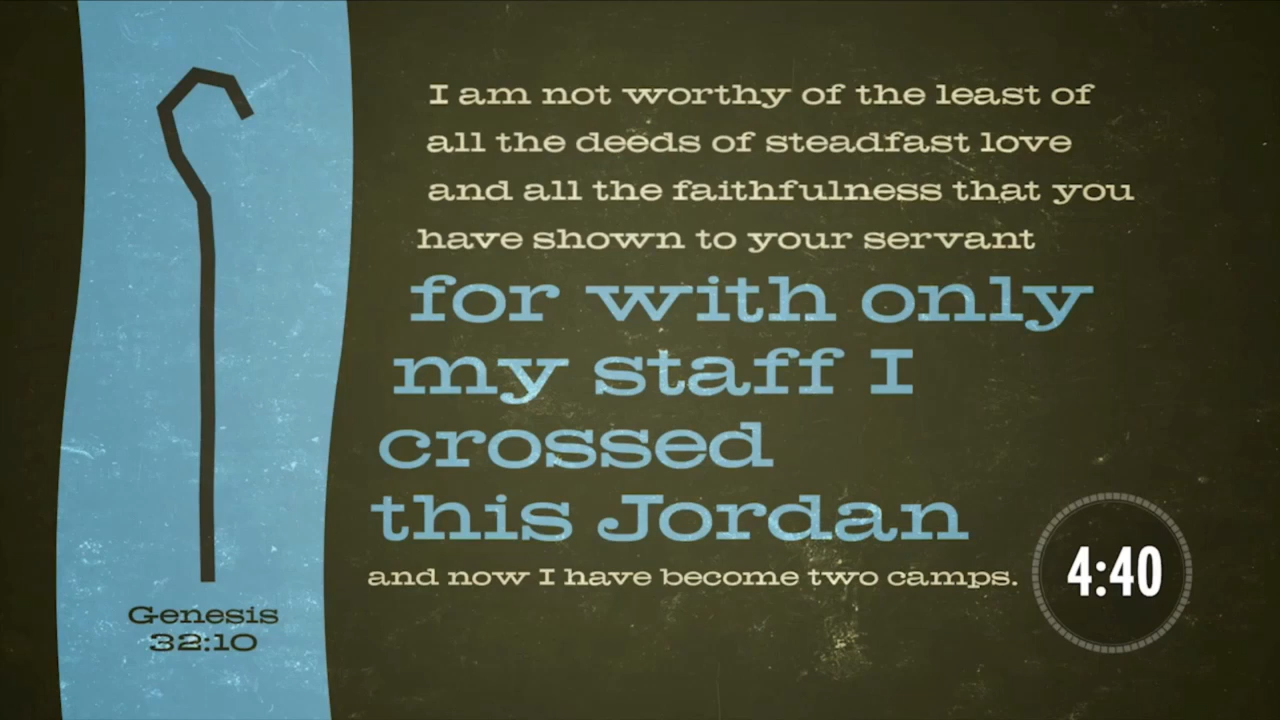 I am not worthy of the least of
all the deeds of steadfast love
and all the faithfulness that you
have shown to your servant
for with only
my staff I
crossed
this Jordan
and now I have become two camps.
Genesis
32:10
4:40